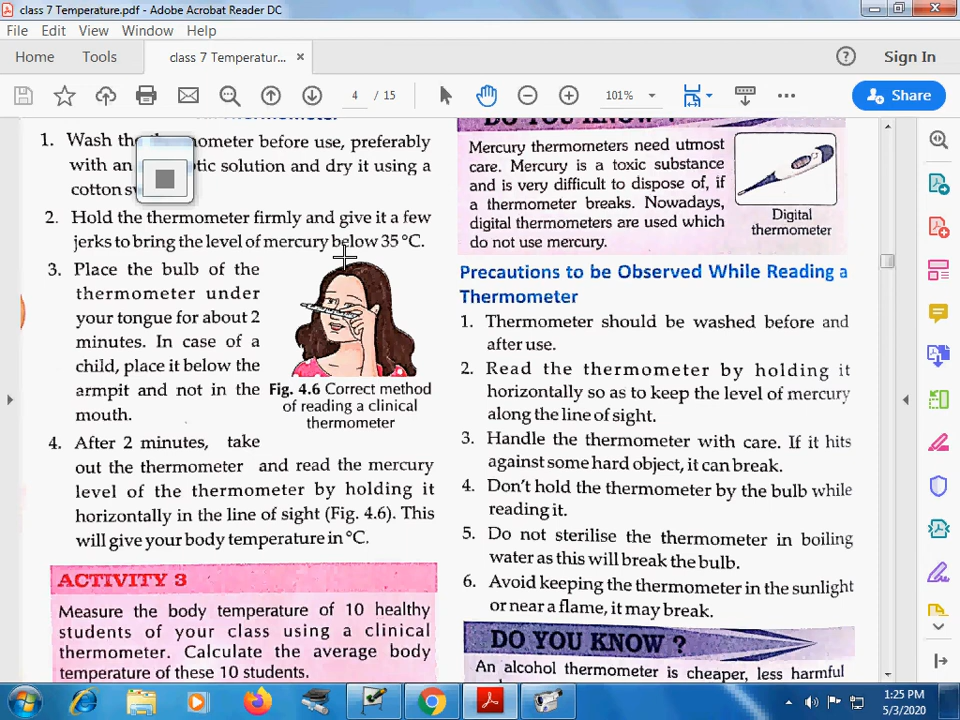 class 7 Temperature.pdf - Adobe Acrobat Reader DC
File Edit View Window Help
Home Tools class 7 Temperatur... × Sign In
4 / 15 101% Share
1. Wash the mometer before use, preferably
with an tic solution and dry it using a
cotton
2. Hold the thermometer firmly and give it a few
jerks to bring the level of mercury below 35 °C.
3. Place the bulb of the
thermometer under
your tongue for about 2
minutes. In case of a
child, place it below the
armpit and not in the
mouth.
Fig. 4.6 Correct method
of reading a clinical
thermometer
4. After 2 minutes, take
out the thermometer and read the mercury
level of the thermometer by holding it
horizontally in the line of sight (Fig. 4.6). This
will give your body temperature in °C.
ACTIVITY 3
Measure the body temperature of 10 healthy
students of your class using a clinical
thermometer. Calculate the average body
temperature of these 10 students.
DO YOU KNOW ?
Mercury thermometers need utmost
care. Mercury is a toxic substance
and is very difficult to dispose of, if
a thermometer breaks. Nowadays,
digital thermometers are used which
do not use mercury.
Digital
thermometer
Precautions to be Observed While Reading a
Thermometer
1. Thermometer should be washed before and
after use.
2. Read the thermometer by holding it
horizontally so as to keep the level of mercury
along the line of sight.
3. Handle the thermometer with care. If it hits
against some hard object, it can break.
4. Don't hold the thermometer by the bulb while
reading it.
5. Do not sterilise the thermometer in boiling
water as this will break the bulb.
6. Avoid keeping the thermometer in the sunlight
or near a flame, it may break.
DO YOU KNOW ?
An alcohol thermometer is cheaper, less harmful
1:25 PM
5/3/2020